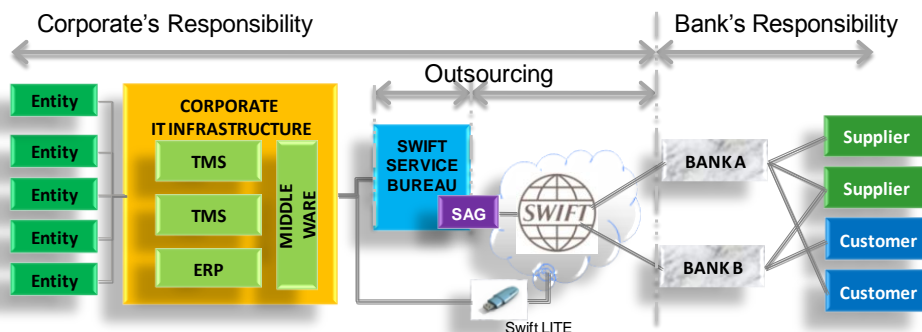 Corporate's Responsibility
Bank's Responsibility
Outsourcing
Entity
Entity
Entity
Entity
Entity
CORPORATE
IT INFRASTRUCTURE
TMS
TMS
ERP
MIDDLE
WARE
SWIFT
SERVICE
BUREAU
SAG
SWIFT
Swift LITE
BANK A
BANK B
Supplier
Supplier
Customer
Customer